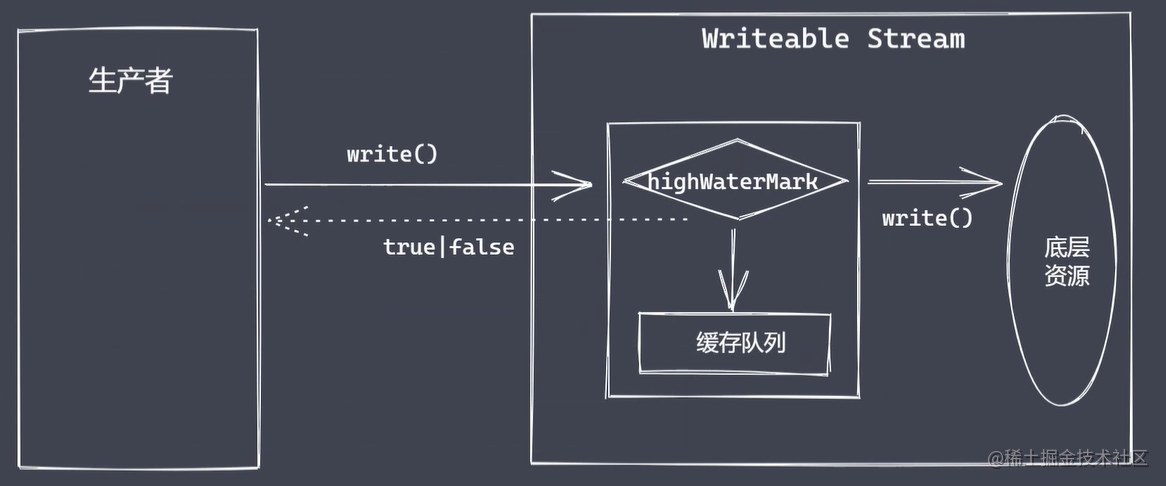 Writeable Stream
生产者
write()
highWaterMark
write()
true|false
底层
资源
缓存队列
@稀土掘金技术社区